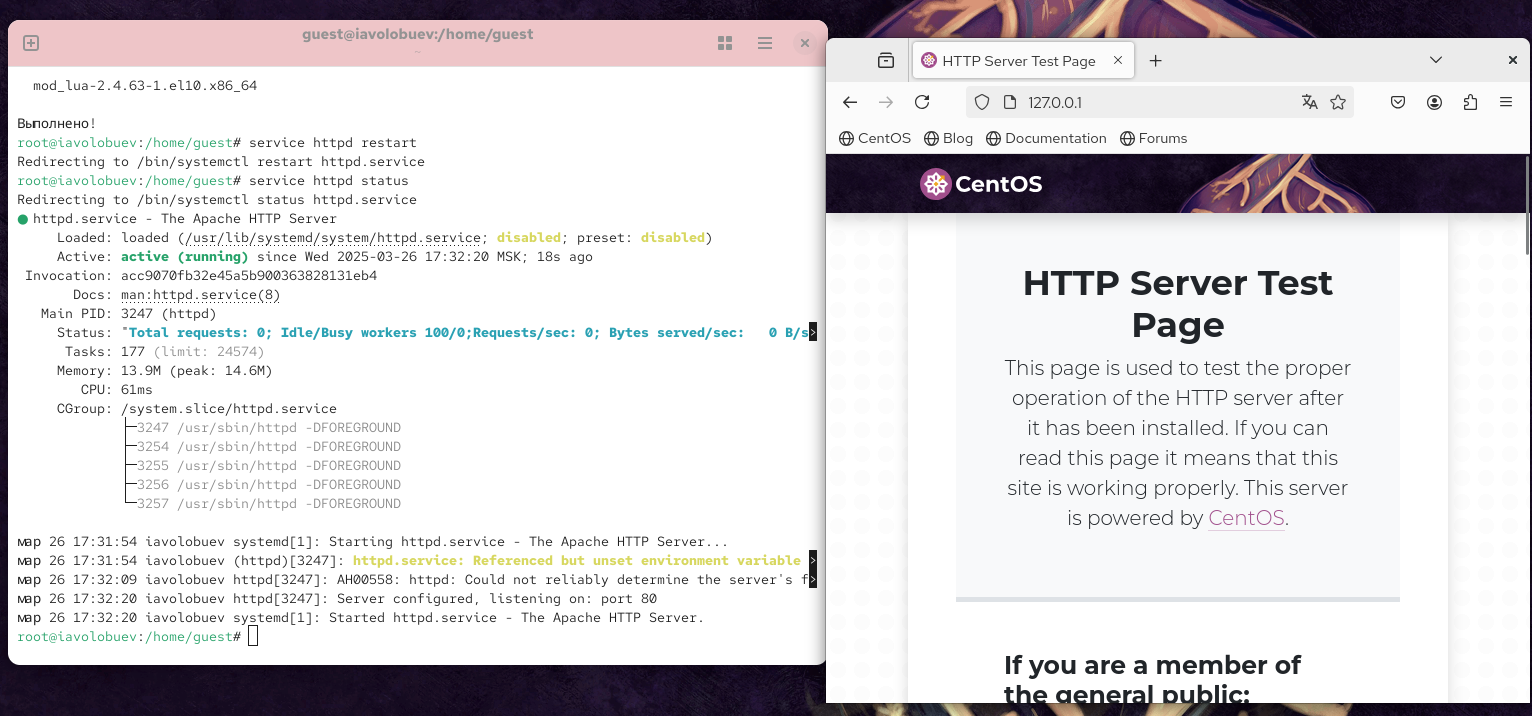 guest@iavolobuev:/home/guest
~
mod_lua-2.4.63-1.el10.x86_64
Выполнено!
root@iavolobuev:/home/guest# service httpd restart
Redirecting to /bin/systemctl restart httpd.service
root@iavolobuev:/home/guest# service httpd status
Redirecting to /bin/systemctl status httpd.service
● httpd.service - The Apache HTTP Server
Loaded: loaded (/usr/lib/systemd/system/httpd.service; disabled; preset: disabled)
Active: active (running) since Wed 2025-03-26 17:32:20 MSK; 18s ago
Invocation: acc9070fb32e45a5b900363828131eb4
Docs: man:httpd.service(8)
Main PID: 3247 (httpd)
Status: "Total requests: 0; Idle/Busy workers 100/0;Requests/sec: 0; Bytes served/sec:   0 B/s>
Tasks: 177 (limit: 24574)
Memory: 13.9M (peak: 14.6M)
CPU: 61ms
CGroup: /system.slice/httpd.service
├─3247 /usr/sbin/httpd -DFOREGROUND
├─3254 /usr/sbin/httpd -DFOREGROUND
├─3255 /usr/sbin/httpd -DFOREGROUND
├─3256 /usr/sbin/httpd -DFOREGROUND
└─3257 /usr/sbin/httpd -DFOREGROUND
мар 26 17:31:54 iavolobuev systemd[1]: Starting httpd.service - The Apache HTTP Server...
мар 26 17:31:54 iavolobuev (httpd)[3247]: httpd.service: Referenced but unset environment variable >
мар 26 17:32:09 iavolobuev httpd[3247]: AH00558: httpd: Could not reliably determine the server's f>
мар 26 17:32:20 iavolobuev httpd[3247]: Server configured, listening on: port 80
мар 26 17:32:20 iavolobuev systemd[1]: Started httpd.service - The Apache HTTP Server.
root@iavolobuev:/home/guest#
HTTP Server Test Page
127.0.0.1
CentOS Blog Documentation Forums
CentOS
HTTP Server Test
Page
This page is used to test the proper
operation of the HTTP server after
it has been installed. If you can
read this page it means that this
site is working properly. This server
is powered by CentOS.
If you are a member of
the general public: